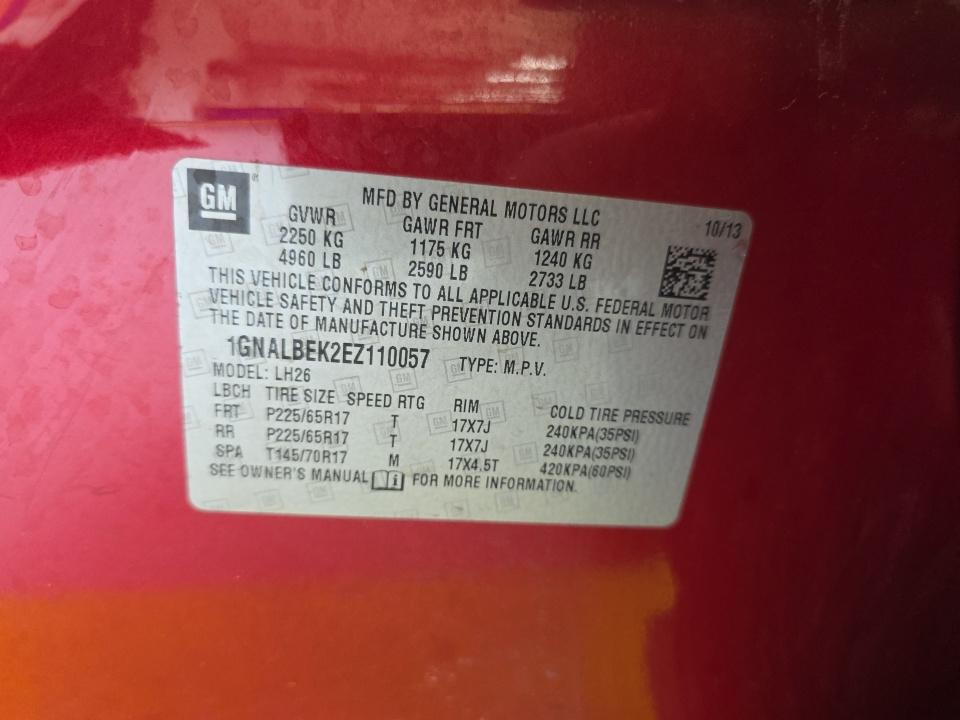 GM
MFD BY GENERAL MOTORS LLC
10/13
GVWR GAWR FRT GAWR RR
2250 KG 1175 KG 1240 KG
4960 LB 2590 LB 2733 LB
THIS VEHICLE CONFORMS TO ALL APPLICABLE U.S. FEDERAL MOTOR
VEHICLE SAFETY AND THEFT PREVENTION STANDARDS IN EFFECT ON
THE DATE OF MANUFACTURE SHOWN ABOVE.
1GNALBEK2EZ110057 TYPE: M.P.V.
MODEL: LH26
LBCH TIRE SIZE SPEED RTG RIM COLD TIRE PRESSURE
FRT P225/65R17 T 17X7J 240KPA(35PSI)
RR P225/65R17 T 17X7J 240KPA(35PSI)
SPA T145/70R17 M 17X4.5T 420KPA(60PSI)
SEE OWNER'S MANUAL i FOR MORE INFORMATION.